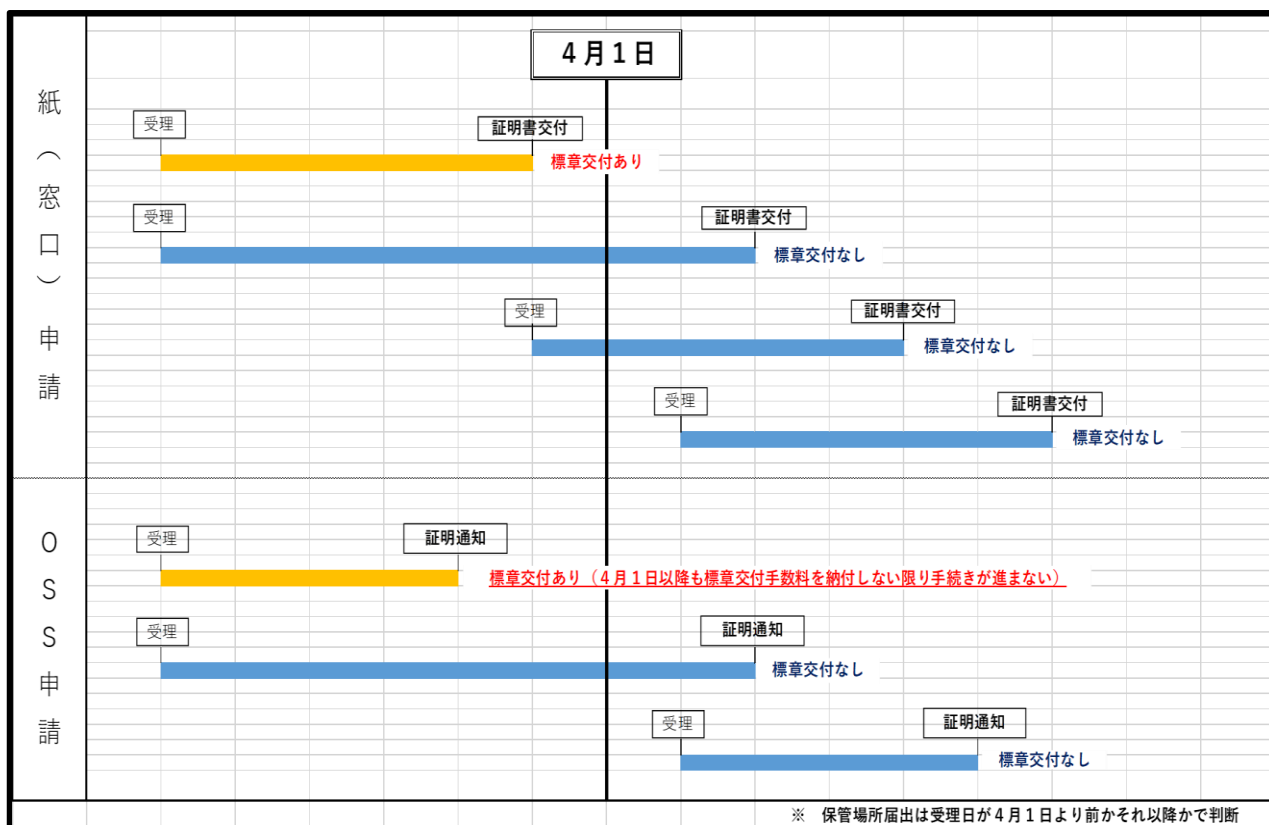 4月1日
紙（窓口）申請
受理
証明書交付
標章交付あり
受理
証明書交付
標章交付なし
受理
証明書交付
標章交付なし
受理
証明書交付
標章交付なし
OSS申請
受理
証明通知
標章交付あり（4月1日以降も標章交付手数料を納付しない限り手続きが進まない）
受理
証明通知
標章交付なし
受理
証明通知
標章交付なし
※　保管場所届出は受理日が4月1日より前かそれ以降かで判断